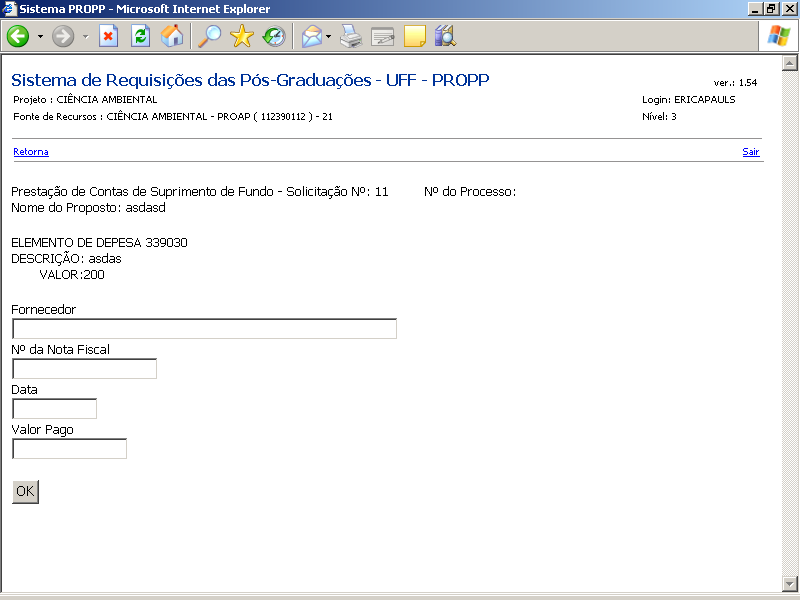 Sistema PROPP - Microsoft Internet Explorer
Sistema de Requisições das Pós-Graduações - UFF - PROPP
ver.: 1.54
Projeto : CIÊNCIA AMBIENTAL
Login: ERICAPAULS
Fonte de Recursos : CIÊNCIA AMBIENTAL - PROAP ( 112390112 ) - 21
Nível: 3
Retorna
Sair
Prestação de Contas de Suprimento de Fundo - Solicitação Nº: 11
Nº do Processo:
Nome do Proposto: asdasd
ELEMENTO DE DEPESA 339030
DESCRIÇÃO: asdas
VALOR:200
Fornecedor
Nº da Nota Fiscal
Data
Valor Pago
OK